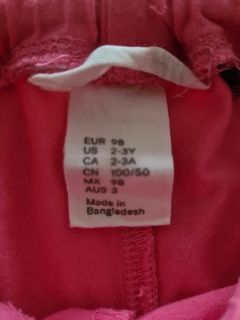 EUR 98
US 2-3Y
CA 2-3A
CN 100/50
MX 98
AUS 3
Made in
Bangladesh